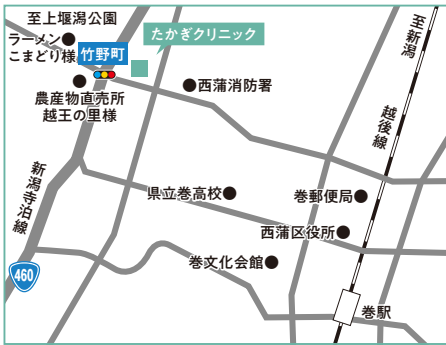 至上堰潟公園
ラーメン
こまどり様
竹野町
たかぎクリニック
農産物直売所
越王の里様
西蒲消防署
至新潟
越後線
新潟寺泊線
県立巻高校
巻郵便局
西蒲区役所
巻文化会館
460
巻駅